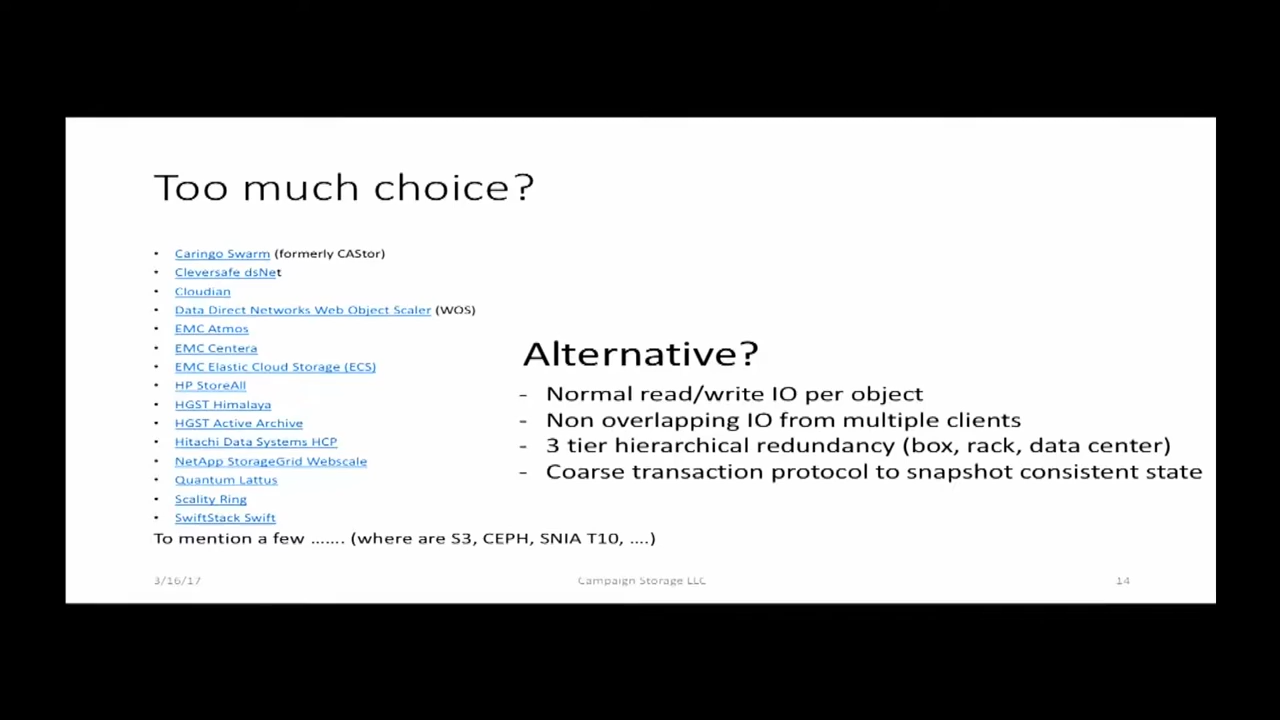 Too much choice?
• Caringo Swarm (formerly CAStor)
• Cleversafe dsNet
• Cloudian
• Data Direct Networks Web Object Scaler (WOS)
• EMC Atmos
• EMC Centera
• EMC Elastic Cloud Storage (ECS)
• HP StoreAll
• HGST Himalaya
• HGST Active Archive
• Hitachi Data Systems HCP
• NetApp StorageGrid Webscale
• Quantum Lattus
• Scality Ring
• SwiftStack Swift
To mention a few ....... (where are S3, CEPH, SNIA T10, ....)
Alternative?
- Normal read/write IO per object
- Non overlapping IO from multiple clients
- 3 tier hierarchical redundancy (box, rack, data center)
- Coarse transaction protocol to snapshot consistent state
3/16/17
Campaign Storage LLC
14